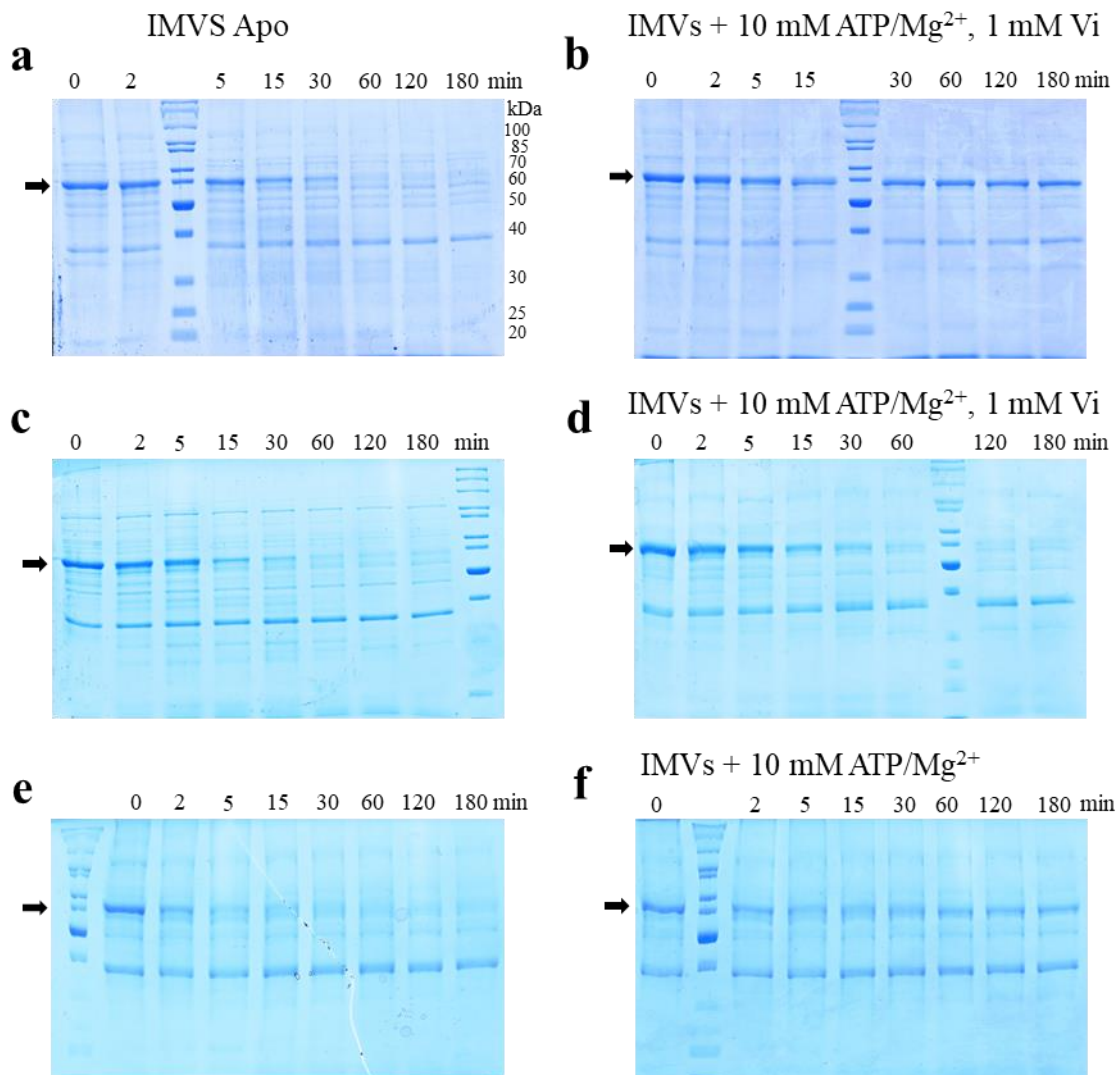 IMVS Apo
a
0 2 5 15 30 60 120 180 min
kDa
100
85
70
60
50
40
30
25
20
IMVs + 10 mM ATP/Mg²⁺, 1 mM Vi
b
0 2 5 15 30 60 120 180 min
c
0 2 5 15 30 60 120 180 min
IMVs + 10 mM ATP/Mg²⁺, 1 mM Vi
d
0 2 5 15 30 60 120 180 min
e
0 2 5 15 30 60 120 180 min
IMVs + 10 mM ATP/Mg²⁺
f
0 2 5 15 30 60 120 180 min